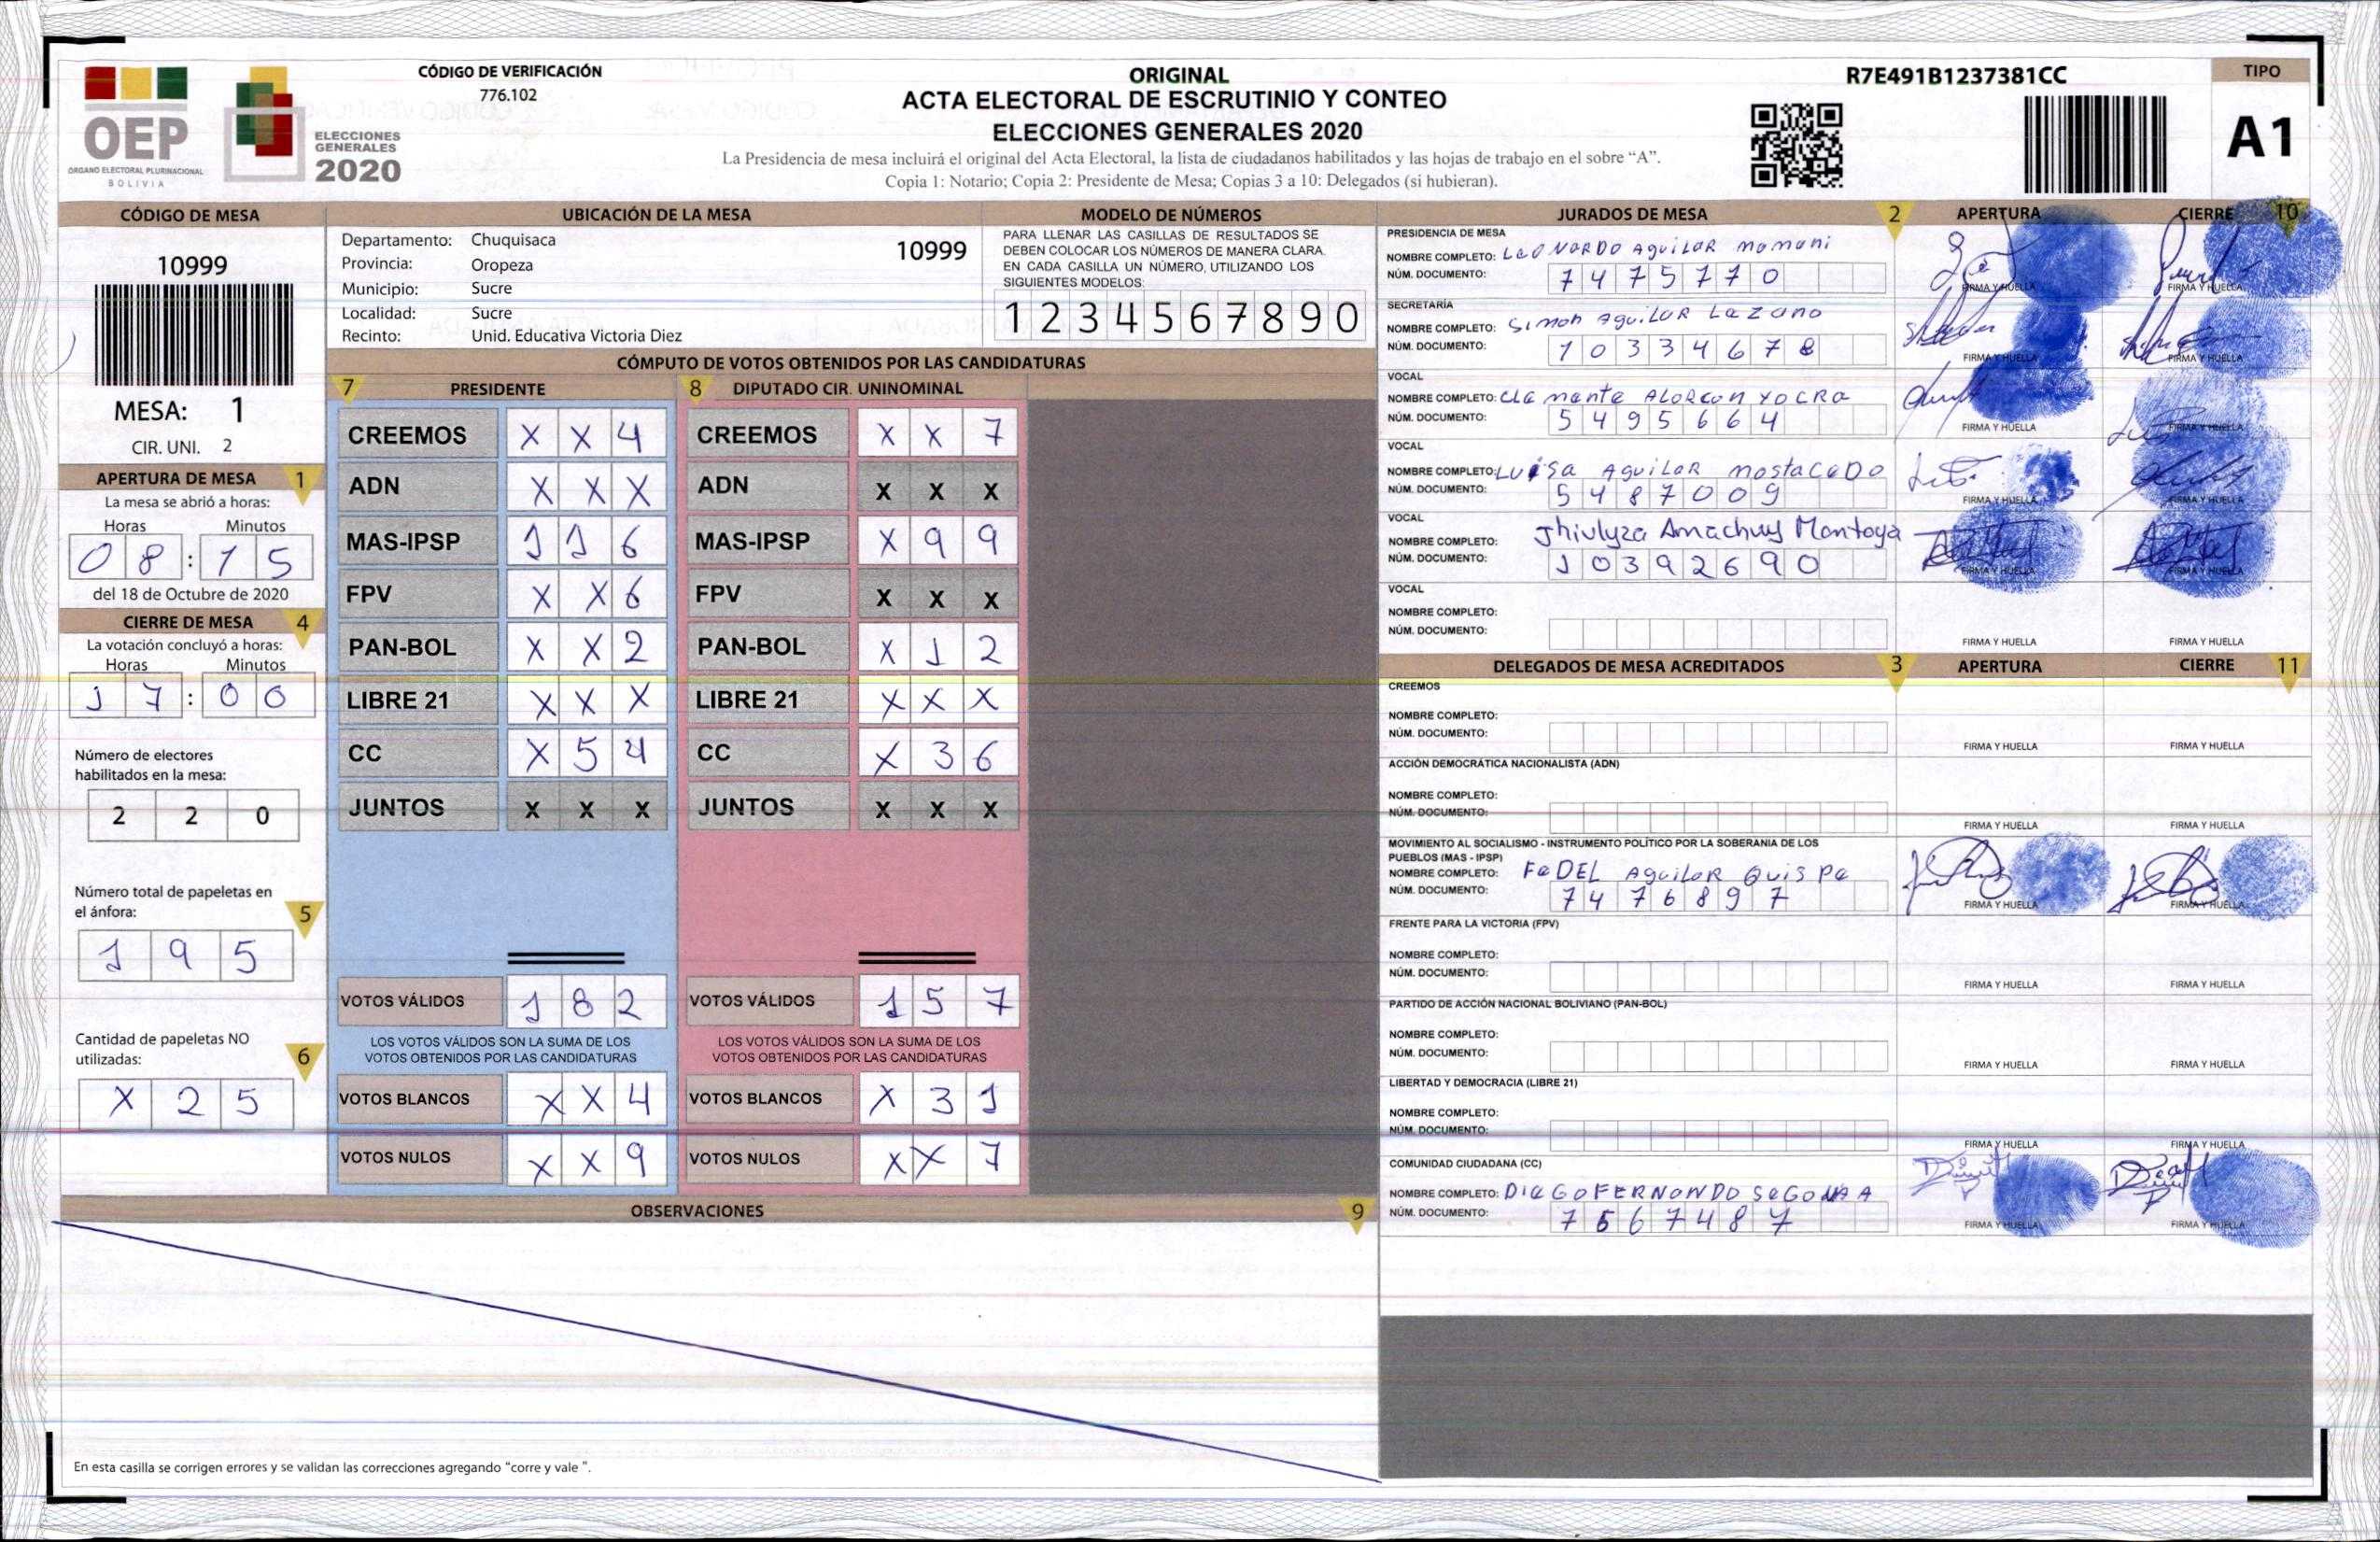 OEP
ÓRGANO ELECTORAL PLURINACIONAL
BOLIVIA
ELECCIONES
GENERALES
2020
CÓDIGO DE VERIFICACIÓN
776.102
ORIGINAL
ACTA ELECTORAL DE ESCRUTINIO Y CONTEO
ELECCIONES GENERALES 2020
La Presidencia de mesa incluirá el original del Acta Electoral, la lista de ciudadanos habilitados y las hojas de trabajo en el sobre “A”.
Copia 1: Notario; Copia 2: Presidente de Mesa; Copias 3 a 10: Delegados (si hubieran).
R7E491B1237381CC
TIPO
A1
CÓDIGO DE MESA
10999
MESA: 1
CIR. UNI. 2
APERTURA DE MESA 1
La mesa se abrió a horas:
Horas Minutos
08:15
del 18 de Octubre de 2020
CIERRE DE MESA 4
La votación concluyó a horas:
Horas Minutos
17:00
Número de electores
habilitados en la mesa:
2 2 0
Número total de papeletas en
el ánfora: 5
1 9 5
Cantidad de papeletas NO
utilizadas: 6
X 2 5
UBICACIÓN DE LA MESA
Departamento: Chuquisaca 10999
Provincia: Oropeza
Municipio: Sucre
Localidad: Sucre
Recinto: Unid. Educativa Victoria Diez
MODELO DE NÚMEROS
PARA LLENAR LAS CASILLAS DE RESULTADOS SE
DEBEN COLOCAR LOS NÚMEROS DE MANERA CLARA.
EN CADA CASILLA UN NÚMERO, UTILIZANDO LOS
SIGUIENTES MODELOS:
1 2 3 4 5 6 7 8 9 0
CÓMPUTO DE VOTOS OBTENIDOS POR LAS CANDIDATURAS
7 PRESIDENTE
CREEMOS X X 4
ADN X X X
MAS-IPSP 1 1 6
FPV X X 6
PAN-BOL X X 2
LIBRE 21 X X X
CC X 5 4
JUNTOS X X X
VOTOS VÁLIDOS 1 8 2
LOS VOTOS VÁLIDOS SON LA SUMA DE LOS
VOTOS OBTENIDOS POR LAS CANDIDATURAS
VOTOS BLANCOS X X 4
VOTOS NULOS X X 9
8 DIPUTADO CIR. UNINOMINAL
CREEMOS X X 7
ADN X X X
MAS-IPSP X 9 9
FPV X X X
PAN-BOL X 1 2
LIBRE 21 X X X
CC X 3 6
JUNTOS X X X
VOTOS VÁLIDOS 1 5 7
LOS VOTOS VÁLIDOS SON LA SUMA DE LOS
VOTOS OBTENIDOS POR LAS CANDIDATURAS
VOTOS BLANCOS X 3 1
VOTOS NULOS X X 7
OBSERVACIONES 9
En esta casilla se corrigen errores y se validan las correcciones agregando “corre y vale ”.
JURADOS DE MESA 2 APERTURA CIERRE 10
PRESIDENCIA DE MESA
NOMBRE COMPLETO: LeONARDO AguiLAR mamani
NÚM. DOCUMENTO: 7475770
FIRMA Y HUELLA FIRMA Y HUELLA
SECRETARÍA
NOMBRE COMPLETO: Simon AguiLAR Lazano
NÚM. DOCUMENTO: 10334678
FIRMA Y HUELLA FIRMA Y HUELLA
VOCAL
NOMBRE COMPLETO: CLemente ALARCon YOCRA
NÚM. DOCUMENTO: 5495664
FIRMA Y HUELLA FIRMA Y HUELLA
VOCAL
NOMBRE COMPLETO: LUiSa AguiLAR mostaceDo
NÚM. DOCUMENTO: 5487009
FIRMA Y HUELLA FIRMA Y HUELLA
VOCAL
NOMBRE COMPLETO: Jhiulyza Amachuy Montoya
NÚM. DOCUMENTO: 10392690
FIRMA Y HUELLA FIRMA Y HUELLA
VOCAL
NOMBRE COMPLETO:
NÚM. DOCUMENTO:
FIRMA Y HUELLA FIRMA Y HUELLA
DELEGADOS DE MESA ACREDITADOS 3 APERTURA CIERRE 11
CREEMOS
NOMBRE COMPLETO:
NÚM. DOCUMENTO:
FIRMA Y HUELLA FIRMA Y HUELLA
ACCIÓN DEMOCRÁTICA NACIONALISTA (ADN)
NOMBRE COMPLETO:
NÚM. DOCUMENTO:
FIRMA Y HUELLA FIRMA Y HUELLA
MOVIMIENTO AL SOCIALISMO - INSTRUMENTO POLÍTICO POR LA SOBERANIA DE LOS
PUEBLOS (MAS - IPSP)
NOMBRE COMPLETO: FeDEL AguiLAR Quispe
NÚM. DOCUMENTO: 7476897
FIRMA Y HUELLA FIRMA Y HUELLA
FRENTE PARA LA VICTORIA (FPV)
NOMBRE COMPLETO:
NÚM. DOCUMENTO:
FIRMA Y HUELLA FIRMA Y HUELLA
PARTIDO DE ACCIÓN NACIONAL BOLIVIANO (PAN-BOL)
NOMBRE COMPLETO:
NÚM. DOCUMENTO:
FIRMA Y HUELLA FIRMA Y HUELLA
LIBERTAD Y DEMOCRACIA (LIBRE 21)
NOMBRE COMPLETO:
NÚM. DOCUMENTO:
FIRMA Y HUELLA FIRMA Y HUELLA
COMUNIDAD CIUDADANA (CC)
NOMBRE COMPLETO: DIEGO FERNANDO
NÚM. DOCUMENTO: 7567487
FIRMA Y HUELLA FIRMA Y HUELLA